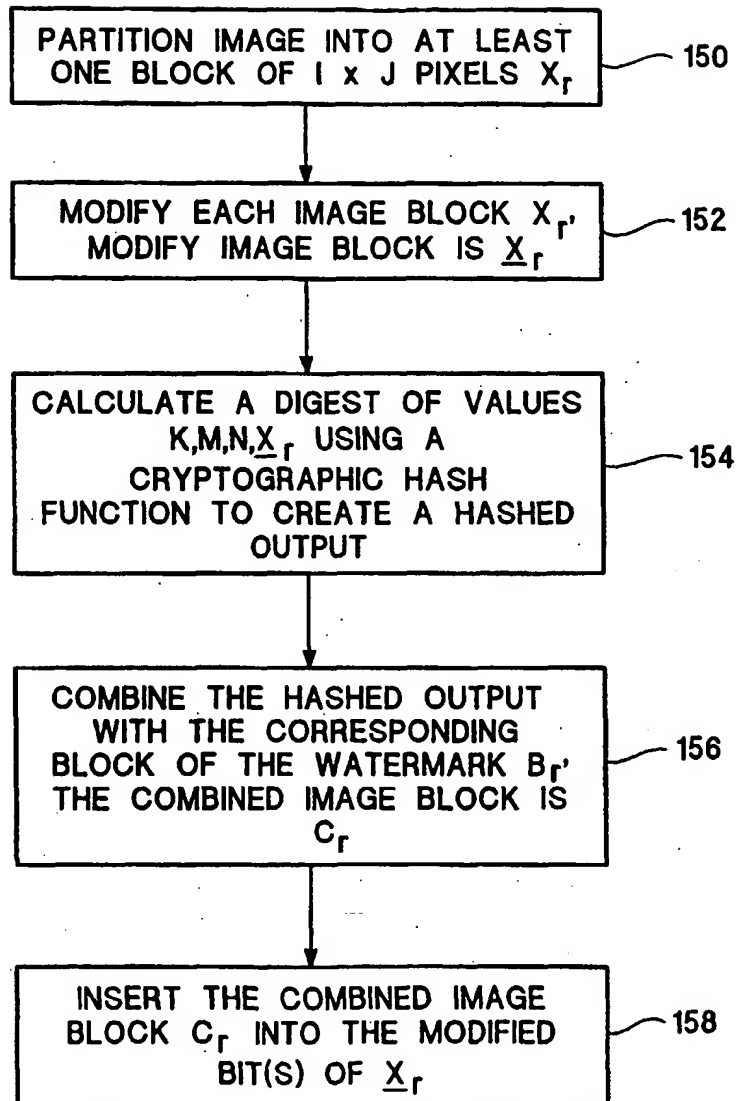 PARTITION IMAGE INTO AT LEAST
ONE BLOCK OF I x J PIXELS Xr
150
MODIFY EACH IMAGE BLOCK Xr,
MODIFY IMAGE BLOCK IS Xr
152
CALCULATE A DIGEST OF VALUES
K,M,N,Xr USING A
CRYPTOGRAPHIC HASH
FUNCTION TO CREATE A HASHED
OUTPUT
154
COMBINE THE HASHED OUTPUT
WITH THE CORRESPONDING
BLOCK OF THE WATERMARK Br,
THE COMBINED IMAGE BLOCK IS
Cr
156
INSERT THE COMBINED IMAGE
BLOCK Cr INTO THE MODIFIED
BIT(S) OF Xr
158